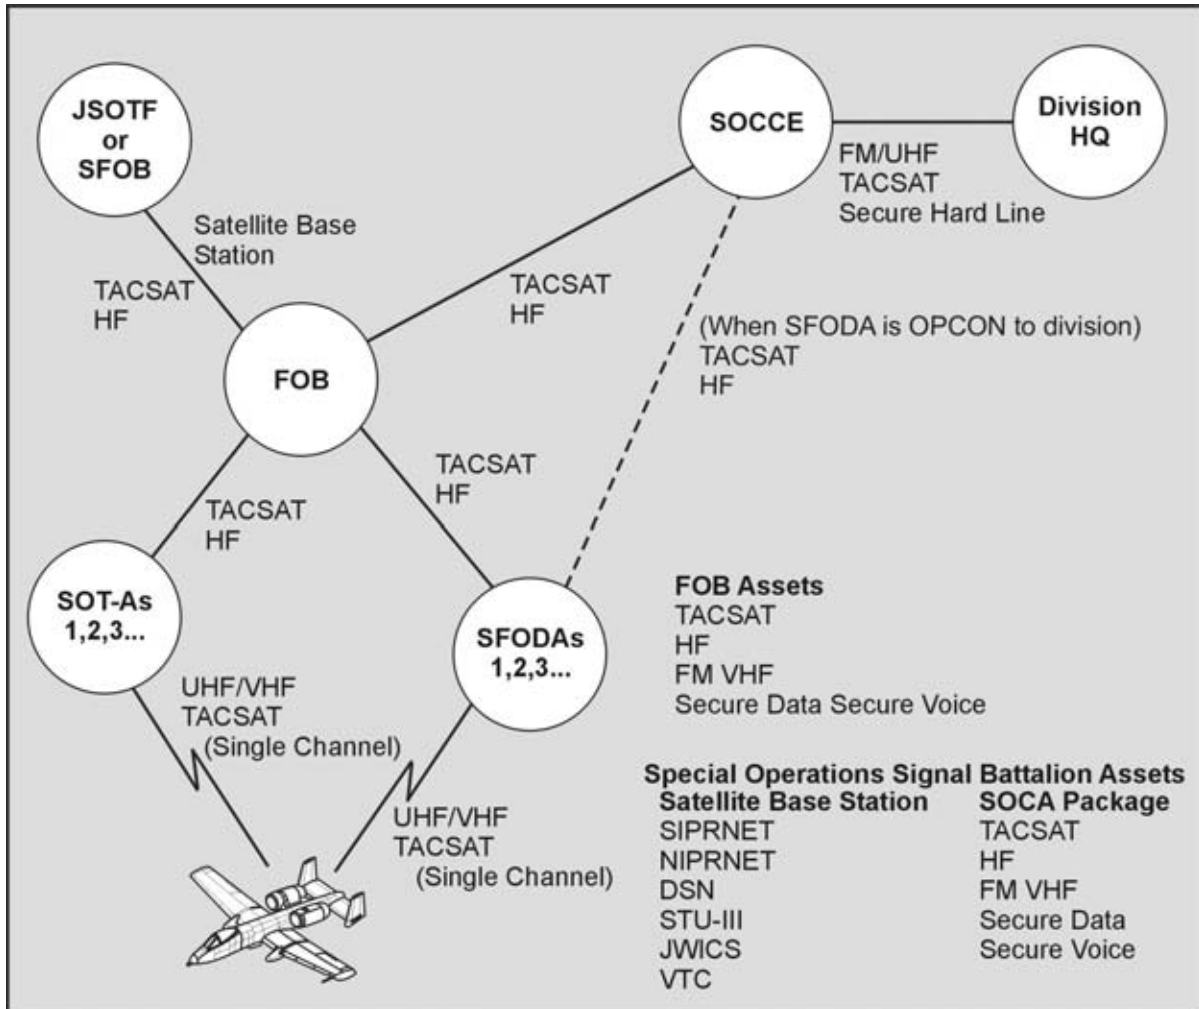 JSOTF
or
SFOB
SOCCE
Division
HQ
FM/UHF
TACSAT
Secure Hard Line
Satellite Base
Station
TACSAT
HF
TACSAT
HF
(When SFODA is OPCON to division)
TACSAT
HF
FOB
TACSAT
HF
TACSAT
HF
SOT-As
1,2,3...
SFODAs
1,2,3...
FOB Assets
TACSAT
HF
FM VHF
Secure Data Secure Voice
UHF/VHF
TACSAT
(Single Channel)
UHF/VHF
TACSAT
(Single Channel)
Special Operations Signal Battalion Assets
Satellite Base Station
SIPRNET
NIPRNET
DSN
STU-III
JWICS
VTC
SOCA Package
TACSAT
HF
FM VHF
Secure Data
Secure Voice